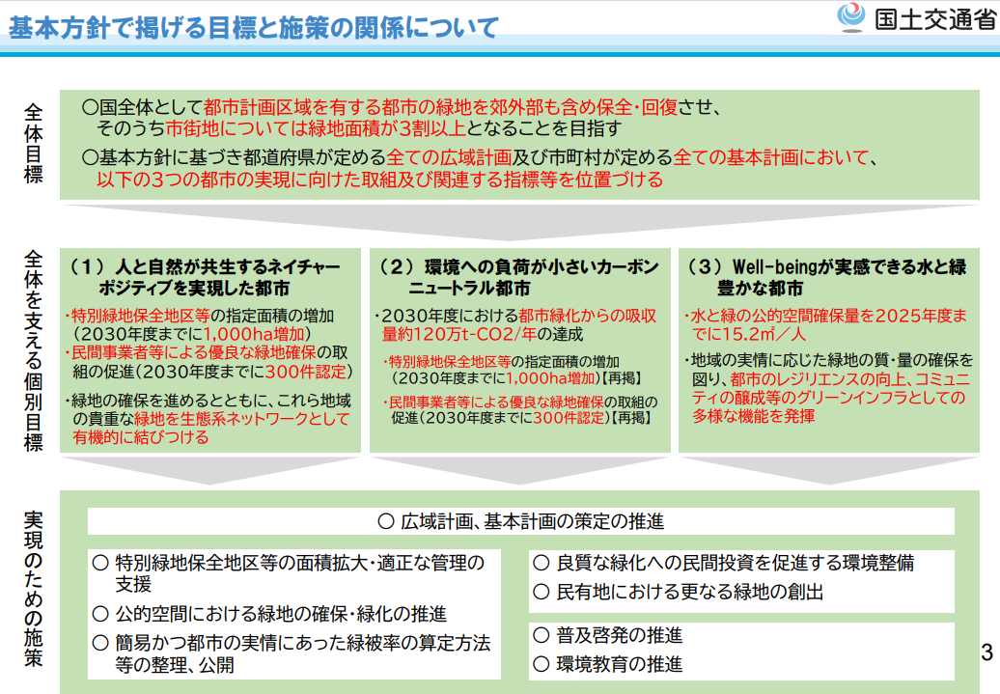 基本方針で掲げる目標と施策の関係について
国土交通省
全体目標
〇国全体として都市計画区域を有する都市の緑地を郊外部も含め保全・回復させ、
そのうち市街地については緑地面積が3割以上となることを目指す
〇基本方針に基づき都道府県が定める全ての広域計画及び市町村が定める全ての基本計画において、
以下の3つの都市の実現に向けた取組及び関連する指標等を位置づける
全体を支える個別目標
（１）人と自然が共生するネイチャー
ポジティブを実現した都市
・特別緑地保全地区等の指定面積の増加
（2030年度までに1,000ha増加）
・民間事業者等による優良な緑地確保の取
組の促進（2030年度までに300件認定）
・緑地の確保を進めるとともに、これら地域
の貴重な緑地を生態系ネットワークとして
有機的に結びつける
（２）環境への負荷が小さいカーボン
ニュートラル都市
・2030年度における都市緑化からの吸収
量約120万t-CO2/年の達成
・特別緑地保全地区等の指定面積の増加
（2030年度までに1,000ha増加）【再掲】
・民間事業者等による優良な緑地確保の取組の
促進（2030年度までに300件認定）【再掲】
（３）Well-beingが実感できる水と緑
豊かな都市
・水と緑の公的空間確保量を2025年度ま
でに15.2㎡／人
・地域の実情に応じた緑地の質・量の確保を
図り、都市のレジリエンスの向上、コミュニ
ティの醸成等のグリーンインフラとしての
多様な機能を発揮
実現のための施策
〇 広域計画、基本計画の策定の推進
〇 特別緑地保全地区等の面積拡大・適正な管理の
支援
〇 公的空間における緑地の確保・緑化の推進
〇 簡易かつ都市の実情にあった緑被率の算定方法
等の整理、公開
〇 良質な緑化への民間投資を促進する環境整備
〇 民有地における更なる緑地の創出
〇 普及啓発の推進
〇 環境教育の推進
3